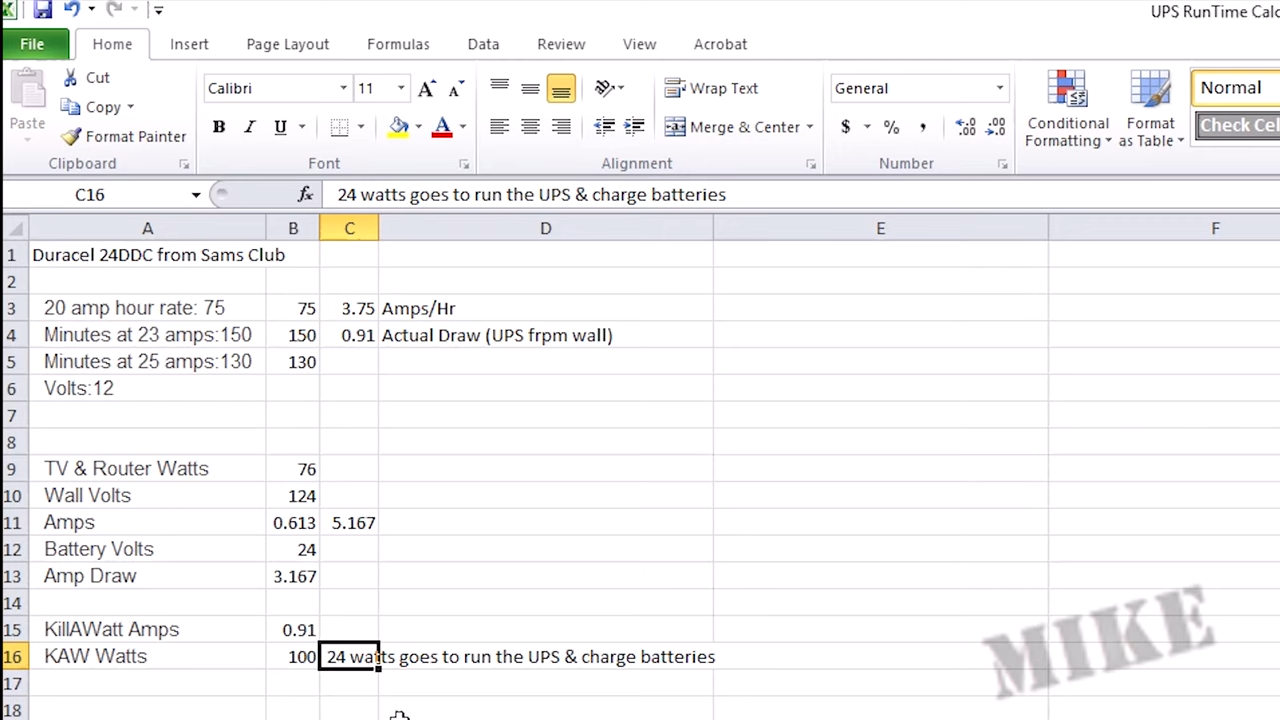 UPS RunTime Calc
File Home Insert Page Layout Formulas Data Review View Acrobat
Paste Cut Calibri 11 Wrap Text General Normal
Copy Merge & Center Conditional Formatting Format as Table Check Cel
Format Painter
Clipboard Font Alignment Number
C16 fx 24 watts goes to run the UPS & charge batteries
A B C D E F
1 Duracel 24DDC from Sams Club
2
3 20 amp hour rate: 75 75 3.75 Amps/Hr
4 Minutes at 23 amps:150 150 0.91 Actual Draw (UPS frpm wall)
5 Minutes at 25 amps:130 130
6 Volts:12
7
8
9 TV & Router Watts 76
10 Wall Volts 124
11 Amps 0.613 5.167
12 Battery Volts 24
13 Amp Draw 3.167
14
15 KillAWatt Amps 0.91
16 KAW Watts 100 24 watts goes to run the UPS & charge batteries
17
18
MIKE